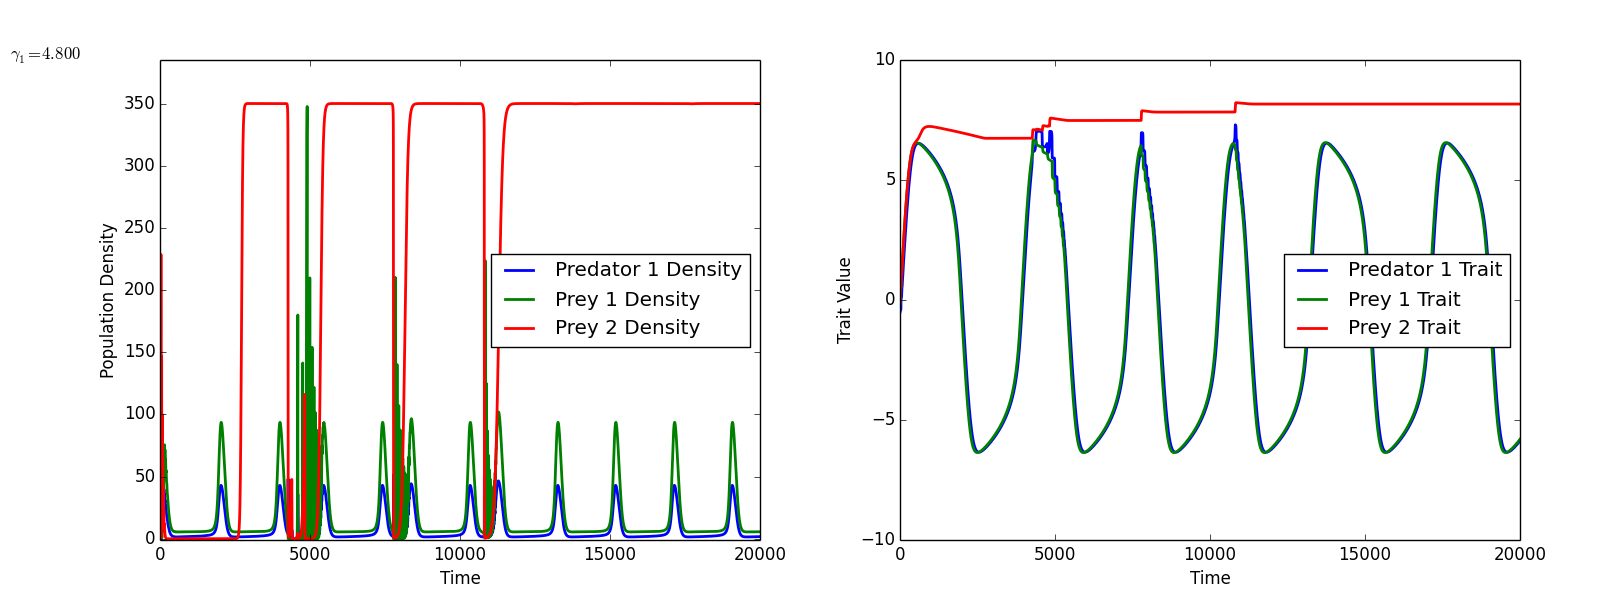 γ₁=4.800
350
300
250
200
150
100
50
0
Population Density
0
5000
10000
15000
20000
Time
Predator 1 Density
Prey 1 Density
Prey 2 Density
10
5
0
−5
−10
Trait Value
0
5000
10000
15000
20000
Time
Predator 1 Trait
Prey 1 Trait
Prey 2 Trait